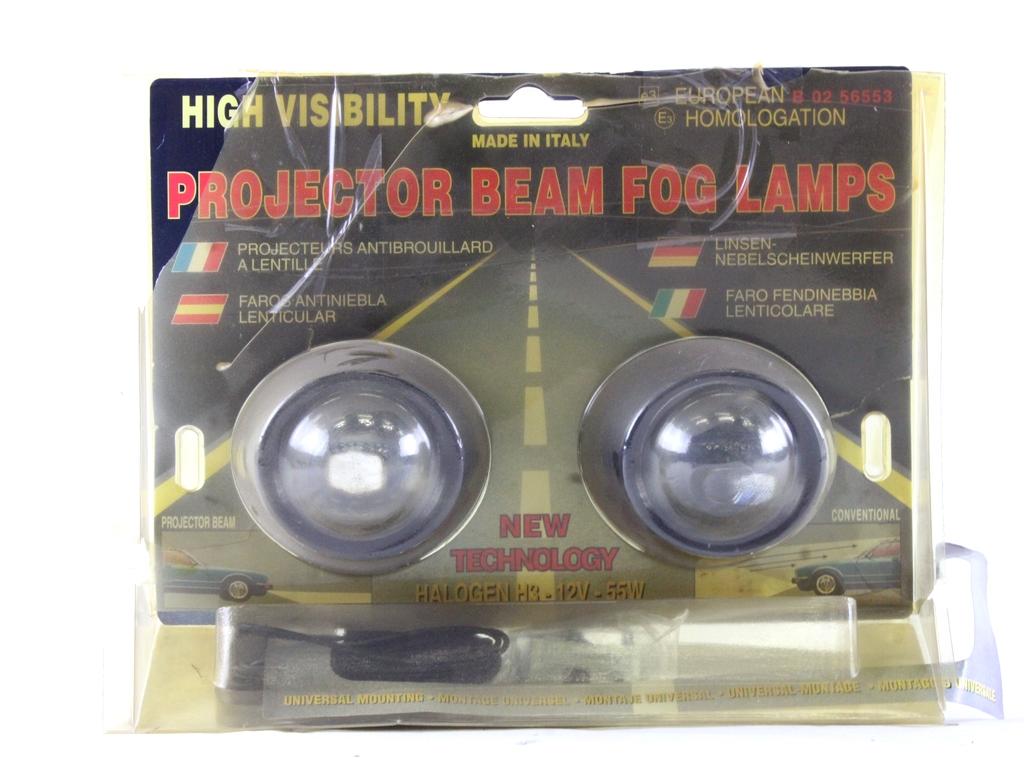 HIGH VISIBILITY
MADE IN ITALY
e3 EUROPEAN B 02 56553
E3 HOMOLOGATION
PROJECTOR BEAM FOG LAMPS
PROJECTEURS ANTIBROUILLARD
A LENTILLE
LINSEN-
NEBELSCHEINWERFER
FAROS ANTINIEBLA
LENTICULAR
FARO FENDINEBBIA
LENTICOLARE
PROJECTOR BEAM
CONVENTIONAL
NEW
TECHNOLOGY
HALOGEN H3 - 12V - 55W
UNIVERSAL MOUNTING - MONTAGE UNIVERSEL - MONTAJE UNIVERSAL - UNIVERSAL-MONTAGE - MONTAGGIO UNIVERSALE